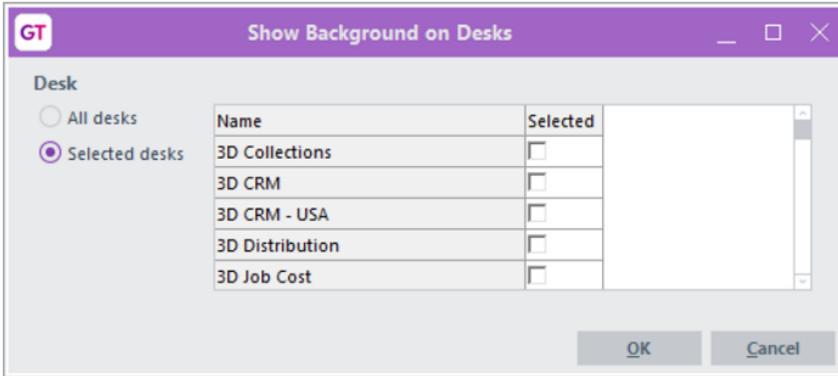 GT
Show Background on Desks
Desk
All desks
Selected desks
Name Selected
3D Collections
3D CRM
3D CRM - USA
3D Distribution
3D Job Cost
OK Cancel